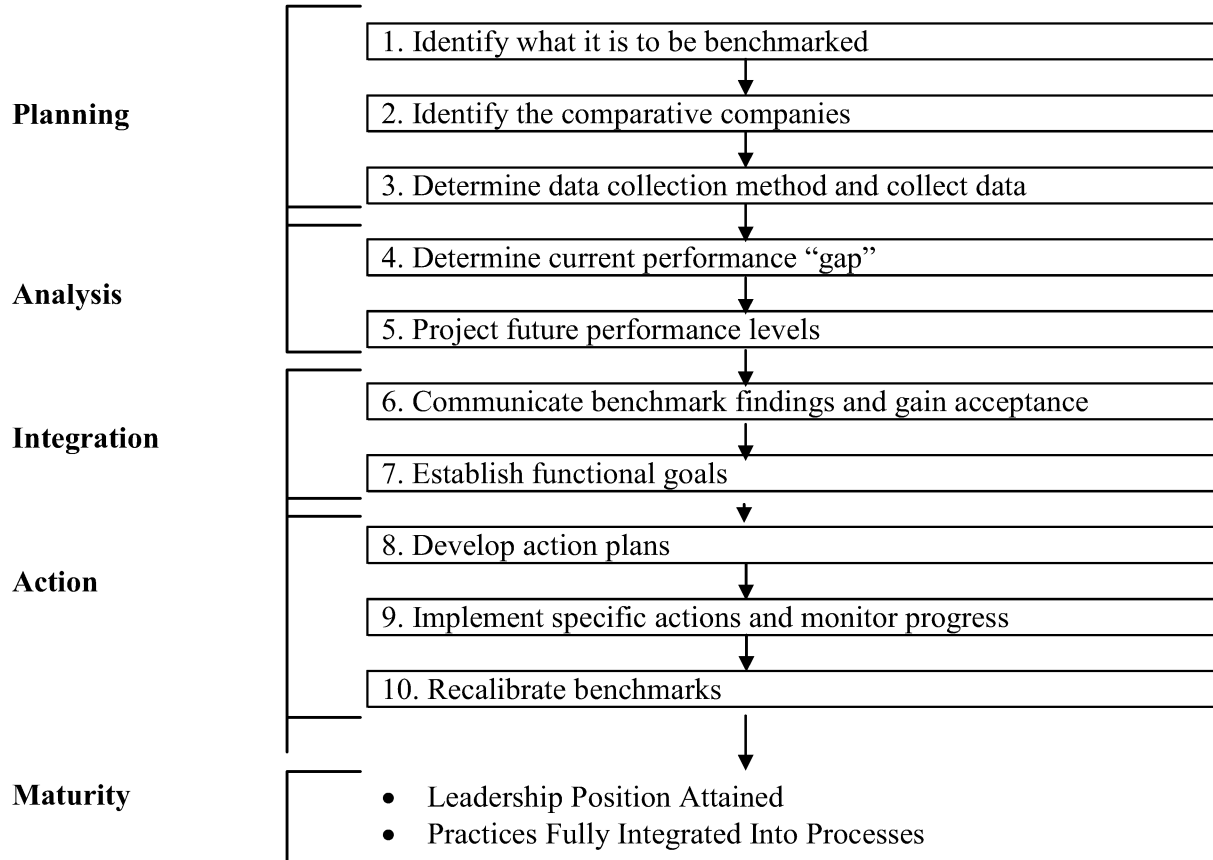 1. Identify what it is to be benchmarked
Planning
2. Identify the comparative companies
3. Determine data collection method and collect data
4. Determine current performance “gap”
Analysis
5. Project future performance levels
6. Communicate benchmark findings and gain acceptance
Integration
7. Establish functional goals
8. Develop action plans
Action
9. Implement specific actions and monitor progress
10. Recalibrate benchmarks
Maturity
• Leadership Position Attained
• Practices Fully Integrated Into Processes